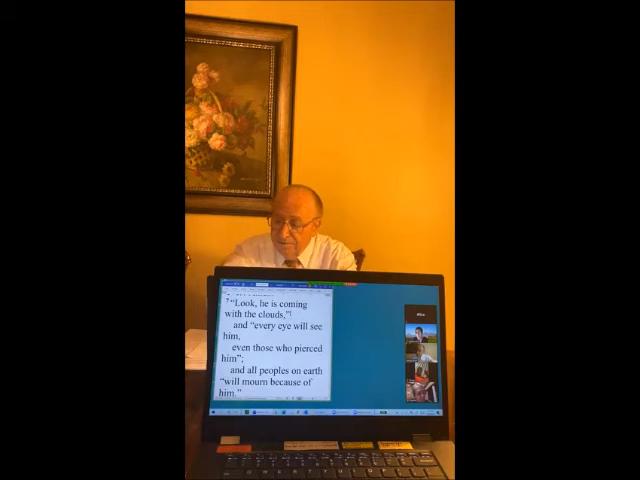 7 “Look, he is coming
with the clouds,”
and “every eye will see
him,
even those who pierced
him”;
and all peoples on earth
“will mourn because of
him.”